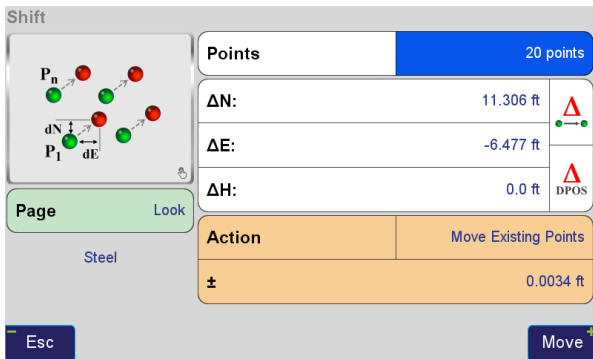 Shift
Points 20 points
Pn
dN
P1 dE
ΔN: 11.306 ft
Δ
ΔE: -6.477 ft
ΔH: 0.0 ft
Δ
DPOS
Page Look
Steel
Action Move Existing Points
± 0.0034 ft
- Esc
Move +